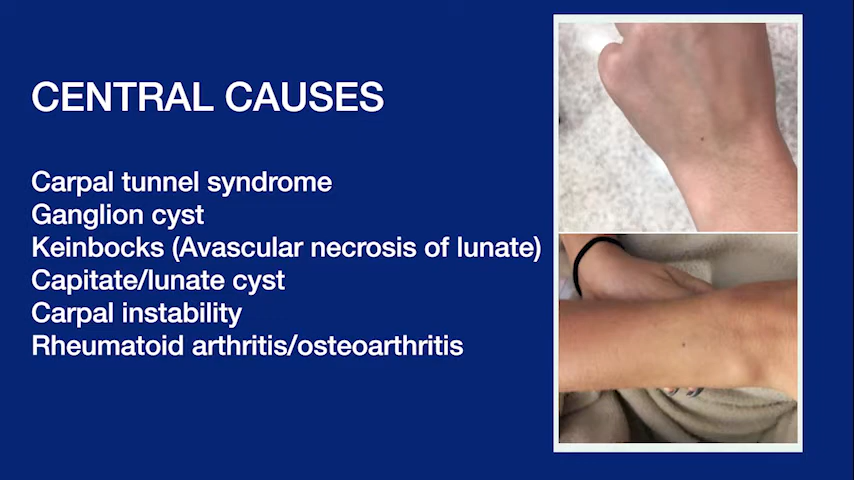 CENTRAL CAUSES
Carpal tunnel syndrome
Ganglion cyst
Keinbocks (Avascular necrosis of lunate)
Capitate/lunate cyst
Carpal instability
Rheumatoid arthritis/osteoarthritis